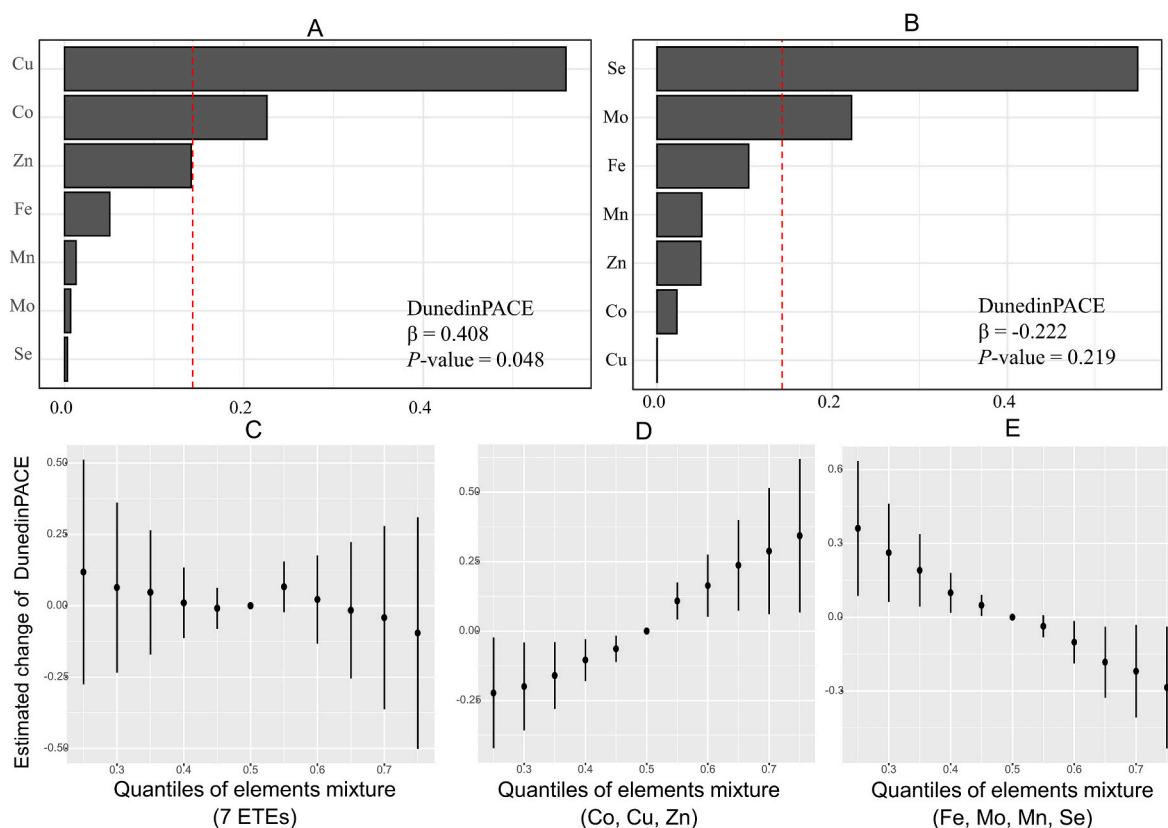 A
Cu
Co
Zn
Fe
Mn
Mo
Se
DunedinPACE
β = 0.408
P-value = 0.048
0.0 0.2 0.4
B
Se
Mo
Fe
Mn
Zn
Co
Cu
DunedinPACE
β = -0.222
P-value = 0.219
0.0 0.2 0.4
C
Estimated change of DunedinPACE
0.50
0.25
0.00
-0.25
-0.50
0.3 0.4 0.5 0.6 0.7
Quantiles of elements mixture
(7 ETEs)
D
0.50
0.25
0.00
-0.25
0.3 0.4 0.5 0.6 0.7
Quantiles of elements mixture
(Co, Cu, Zn)
E
0.6
0.3
0.0
-0.3
0.3 0.4 0.5 0.6 0.7
Quantiles of elements mixture
(Fe, Mo, Mn, Se)